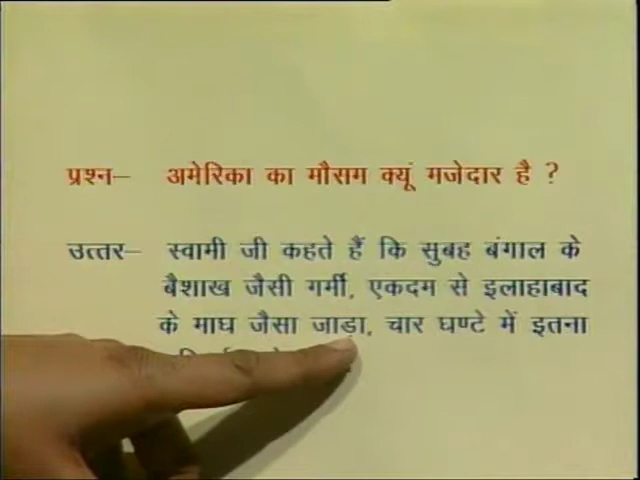 प्रश्न– अमेरिका का मौसम क्यूं मजेदार है ?
उत्तर– स्वामी जी कहते हैं कि सुबह बंगाल के
बैशाख जैसी गर्मी, एकदम से इलाहाबाद
के माघ जैसा जाड़ा, चार घण्टे में इतना